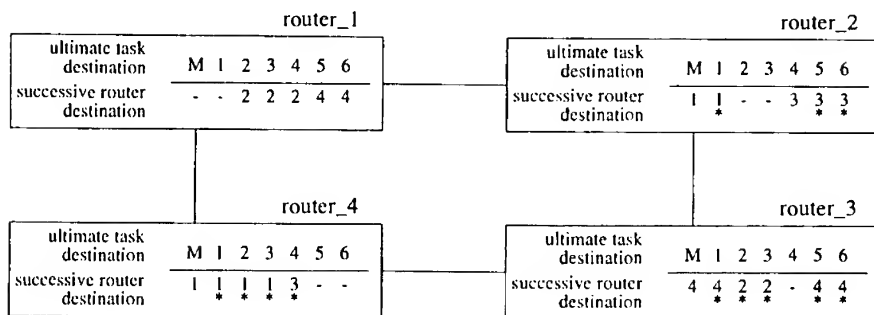 router_1
ultimate task
destination M 1 2 3 4 5 6
successive router
destination - - 2 2 2 4 4
router_2
ultimate task
destination M 1 2 3 4 5 6
successive router
destination 1 1 - - 3 3 3
* * *
router_4
ultimate task
destination M 1 2 3 4 5 6
successive router
destination 1 1 1 1 3 - -
* * * *
router_3
ultimate task
destination M 1 2 3 4 5 6
successive router
destination 4 4 2 2 - 4 4
* * * * *